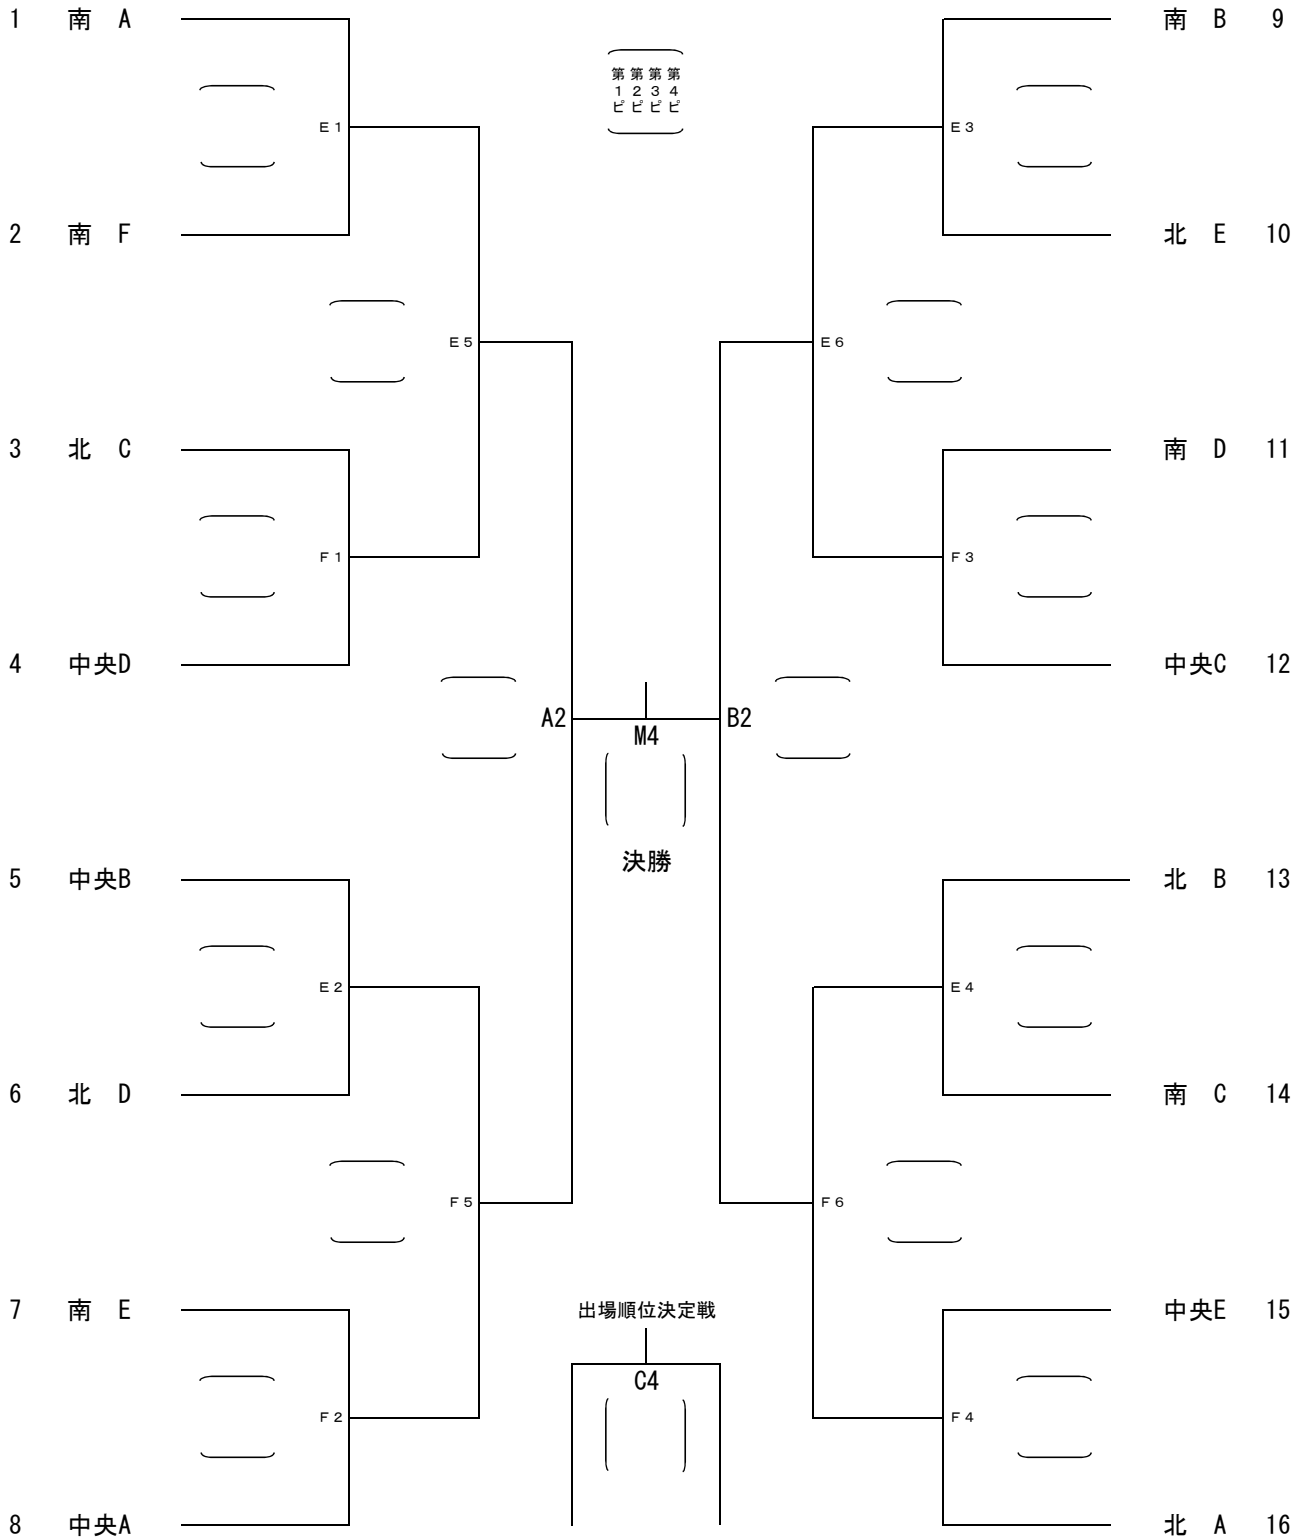 1 南 A
南 B 9
第1ピ 第2ピ 第3ピ 第4ピ
E1
E3
2 南 F
北 E 10
E5
E6
3 北 C
南 D 11
F1
F3
4 中央D
中央C 12
A2
B2
M4
決勝
5 中央B
北 B 13
E2
E4
6 北 D
南 C 14
F5
F6
7 南 E
出場順位決定戦
中央E 15
C4
F2
F4
8 中央A
北 A 16